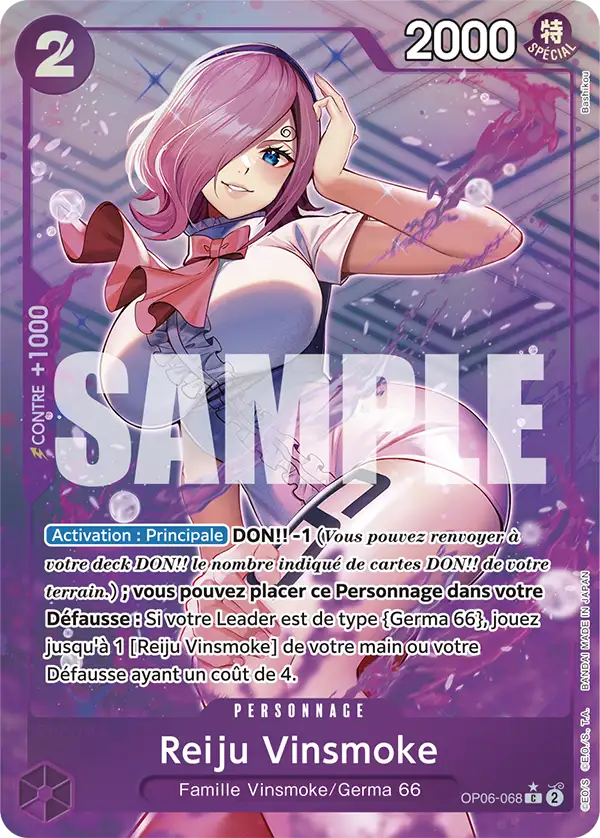 2
2000
特
SPÉCIAL
Bashikou
CONTRE +1000
SAMPLE
Activation : Principale DON!! -1 (Vous pouvez renvoyer à
votre deck DON!! le nombre indiqué de cartes DON!! de votre
terrain.) ; vous pouvez placer ce Personnage dans votre
Défausse : Si votre Leader est de type {Germa 66}, jouez
jusqu'à 1 [Reiju Vinsmoke] de votre main ou votre
Défausse ayant un coût de 4.
PERSONNAGE
Reiju Vinsmoke
Famille Vinsmoke/Germa 66
OP06-068 C 2
©EO/S ©E.O/S., T.A. BANDAI MADE IN JAPAN